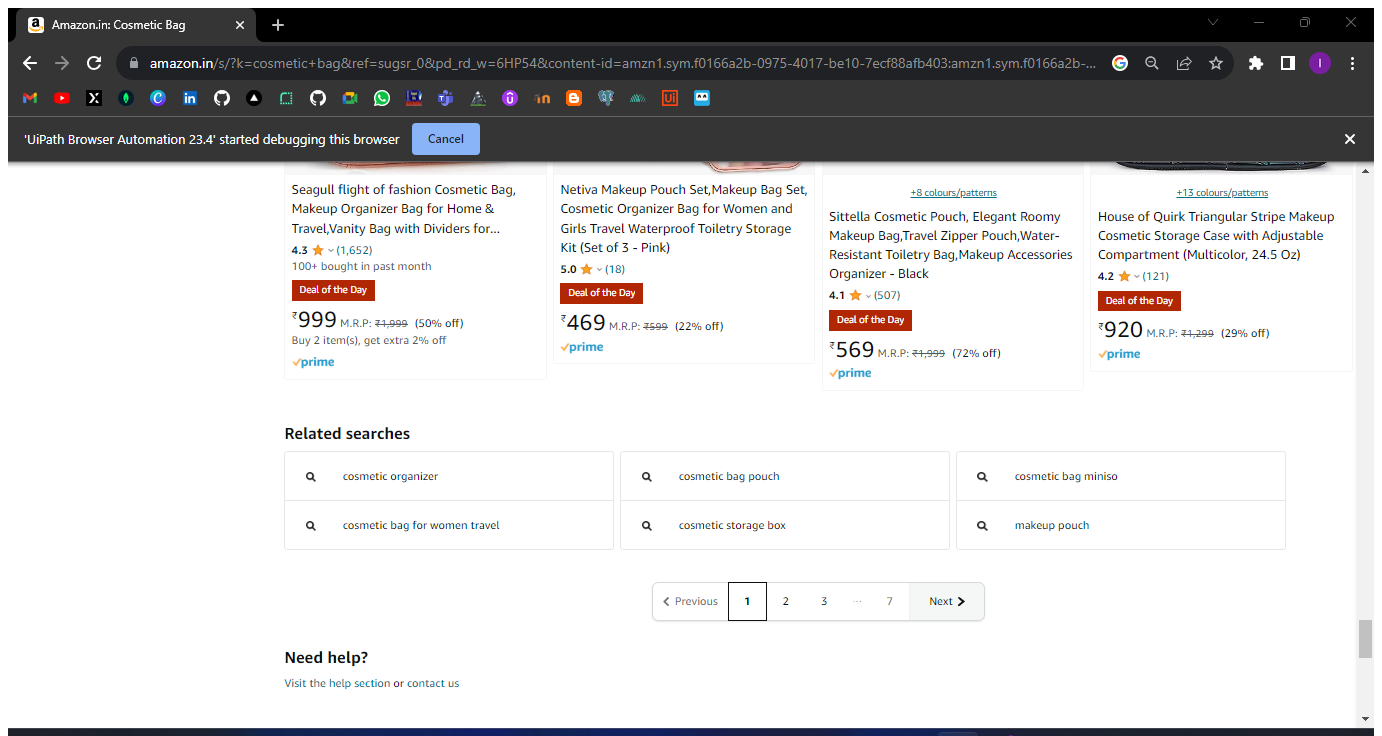 Amazon.in: Cosmetic Bag
amazon.in/s/?k=cosmetic+bag&ref=sugsr_0&pd_rd_w=6HP54&content-id=amzn1.sym.f0166a2b-0975-4017-be10-7ecf88afb403:amzn1.sym.f0166a2b-...
'UiPath Browser Automation 23.4' started debugging this browser
Cancel
Seagull flight of fashion Cosmetic Bag,
Makeup Organizer Bag for Home &
Travel,Vanity Bag with Dividers for...
4.3 (1,652)
100+ bought in past month
Deal of the Day
₹999 M.R.P: ₹1,999 (50% off)
Buy 2 item(s), get extra 2% off
prime
Netiva Makeup Pouch Set,Makeup Bag Set,
Cosmetic Organizer Bag for Women and
Girls Travel Waterproof Toiletry Storage
Kit (Set of 3 - Pink)
5.0 (18)
Deal of the Day
₹469 M.R.P: ₹599 (22% off)
prime
+8 colours/patterns
Sittella Cosmetic Pouch, Elegant Roomy
Makeup Bag,Travel Zipper Pouch,Water-
Resistant Toiletry Bag,Makeup Accessories
Organizer - Black
4.1 (507)
Deal of the Day
₹569 M.R.P: ₹1,999 (72% off)
prime
+13 colours/patterns
House of Quirk Triangular Stripe Makeup
Cosmetic Storage Case with Adjustable
Compartment (Multicolor, 24.5 Oz)
4.2 (121)
Deal of the Day
₹920 M.R.P: ₹1,299 (29% off)
prime
Related searches
cosmetic organizer
cosmetic bag pouch
cosmetic bag miniso
cosmetic bag for women travel
cosmetic storage box
makeup pouch
Previous 1 2 3 ... 7 Next
Need help?
Visit the help section or contact us